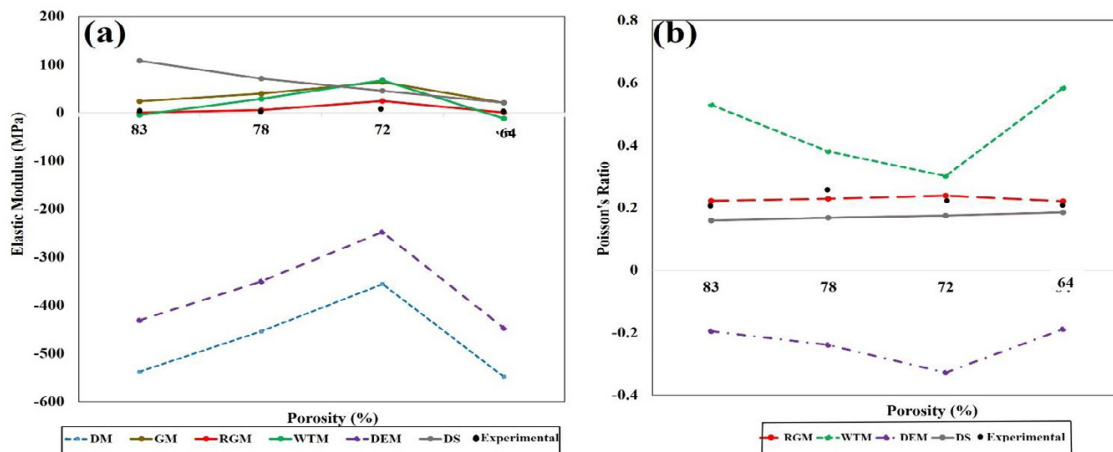 (a)
200
100
0
-100
-200
-300
-400
-500
-600
Elastic Modulus (MPa)
83 78 72 64
Porosity (%)
DM GM RGM WTM DEM DS Experimental
(b)
0.8
0.6
0.4
0.2
0
-0.2
-0.4
Poisson's Ratio
83 78 72 64
Porosity (%)
RGM WTM DEM DS Experimental